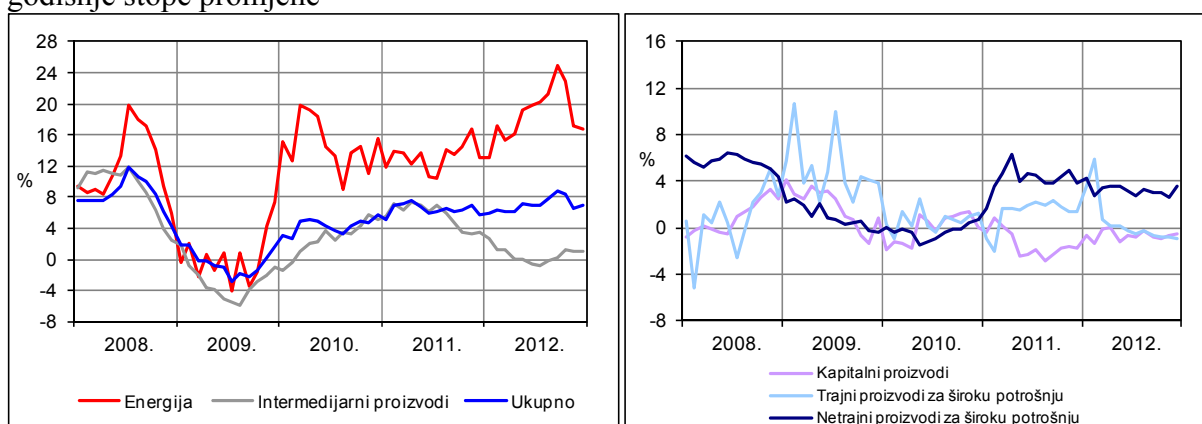 godišnje stope promjene
28
24
20
16
12
8
4
0
-4
-8
%
2008. 2009. 2010. 2011. 2012.
Energija Intermedijarni proizvodi Ukupno
16
12
8
4
0
-4
-8
%
2008. 2009. 2010. 2011. 2012.
Kapitalni proizvodi
Trajni proizvodi za široku potrošnju
Netrajni proizvodi za široku potrošnju